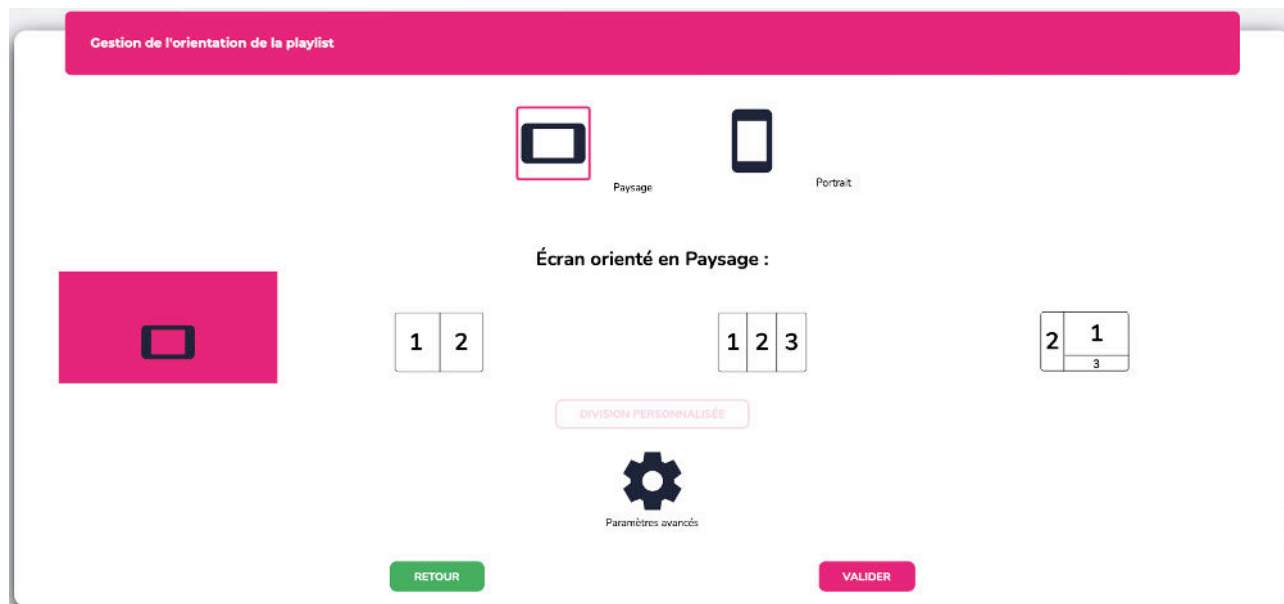 Gestion de l'orientation de la playlist
Paysage
Portrait
Écran orienté en Paysage :
1 2
1 2 3
2 1
3
DIVISION PERSONNALISÉE
Paramètres avancés
RETOUR
VALIDER